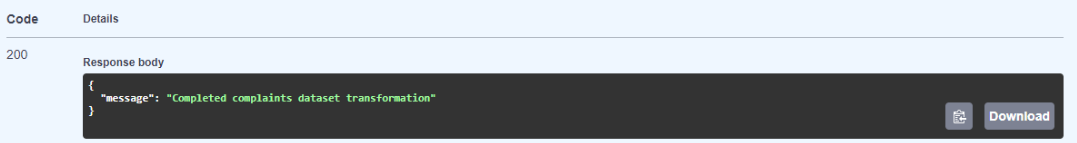 Code Details
200
Response body
{
  "message": "Completed complaints dataset transformation"
}
Download